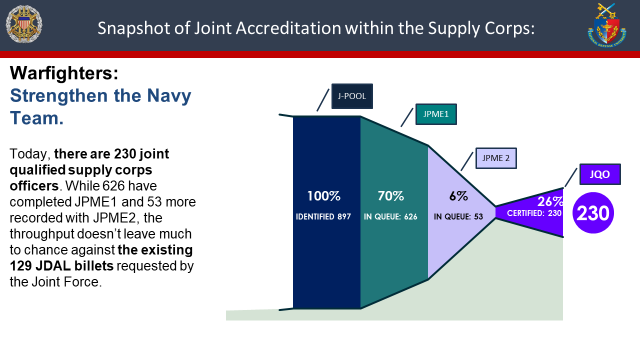 Snapshot of Joint Accreditation within the Supply Corps:
Warfighters:
Strengthen the Navy
Team.
Today, there are 230 joint
qualified supply corps
officers. While 626 have
completed JPME1 and 53 more
recorded with JPME2, the
throughput doesn't leave much
to chance against the existing
129 JDAL billets requested by
the Joint Force.
J-POOL
JPME1
JPME 2
JQO
100%
IDENTIFIED 897
70%
IN QUEUE: 626
6%
IN QUEUE: 53
26%
CERTIFIED: 230
230